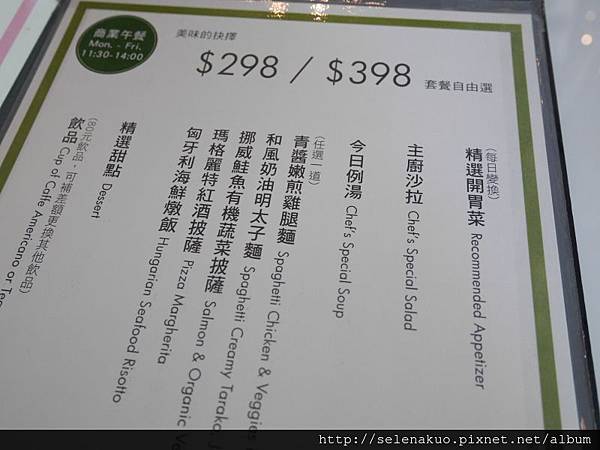 商業午餐
Mon. - Fri.
11:30-14:00
美味的抉擇
$298 / $398 套餐自由選
(每日變換)
精選開胃菜 Recommended Appetizer
主廚沙拉 Chef's Special Salad
今日例湯 Chef's Special Soup
(任選一道)
青醬嫩煎雞腿麵 Spaghetti Chicken & Veggies
和風奶油明太子麵 Spaghetti Creamy Tarako
挪威鮭魚有機蔬菜披薩 Salmon & Organic
瑪格麗特紅酒披薩 Pizza Margherita
匈牙利海鮮燉飯 Hungarian Seafood Risotto
精選甜點 Dessert
飲品 Cup of Caffe Americano or Tea
(80元飲品，可補差額更換其他飲品)
http://selenakuo.pixnet.net/album